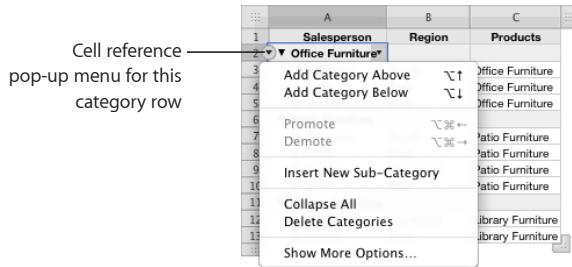 A B C
1 Salesperson Region Products
Cell reference
pop-up menu for this
category row
2 Office Furniture
3 Office Furniture
4 Office Furniture
5 Office Furniture
6
7 Patio Furniture
8 Patio Furniture
9 Patio Furniture
10 Patio Furniture
11
12 Library Furniture
13 Library Furniture
Add Category Above ⌥↑
Add Category Below ⌥↓
Promote ⌥⌘←
Demote ⌥⌘→
Insert New Sub-Category
Collapse All
Delete Categories
Show More Options...